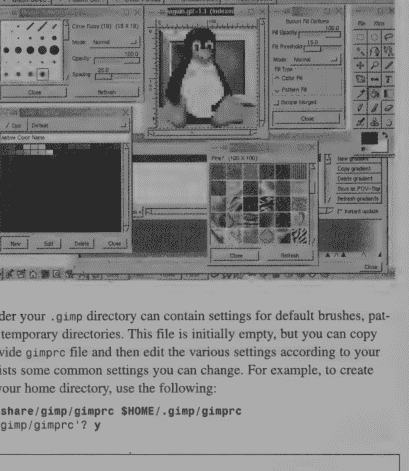 Circle Fuzzy (19) (19 X 19)
Mode: Normal
Opacity: 100.0
Spacing: 20.0
Close Refresh
Bucket Fill Options
Fill Opacity: 100.0
Fill Threshold: 15.0
Mode: Normal
Fill Type
Color Fill
Pattern Fill
Sample Merged
Close
File Xtns
Ops Default
Active Color Name
New Edit Delete Close
Pine? (100 X 100)
Close Refresh
New gradient
Copy gradient
Delete gradient
Save as POV-Ray
Refresh gradients
Instant update
Close
der your .gimp directory can contain settings for default brushes, pat-
temporary directories. This file is initially empty, but you can copy
vide gimprc file and then edit the various settings according to your
ists some common settings you can change. For example, to create
your home directory, use the following:
share/gimp/gimprc $HOME/.gimp/gimprc
gimp/gimprc'? y